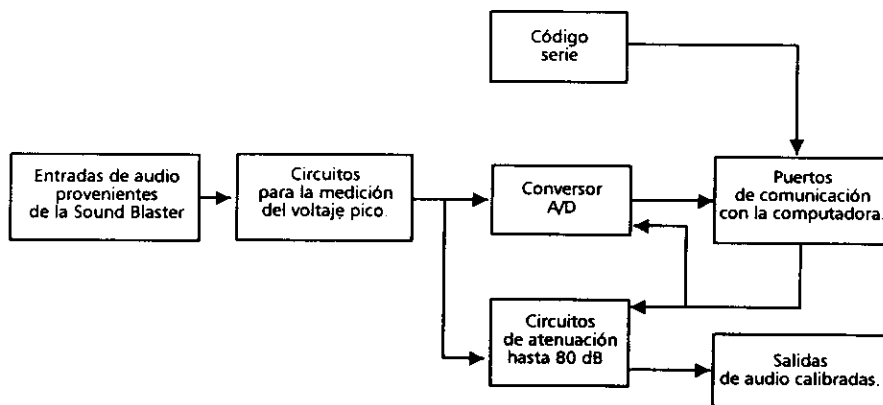 Código
serie
Entradas de audio
provenientes
de la Sound Blaster
Circuitos
para la medición
del voltaje pico.
Conversor
A/D
Puertos
de comunicación
con la computadora.
Circuitos
de atenuación
hasta 80 dB
Salidas
de audio calibradas.